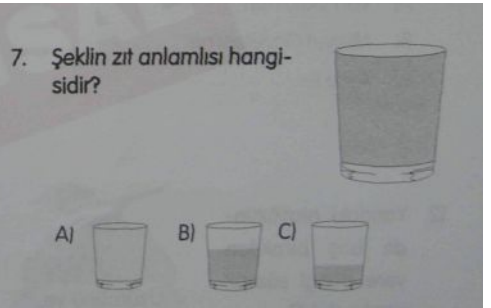 7. Şeklin zıt anlamlısı hangi-
sidir?
A) B) C)